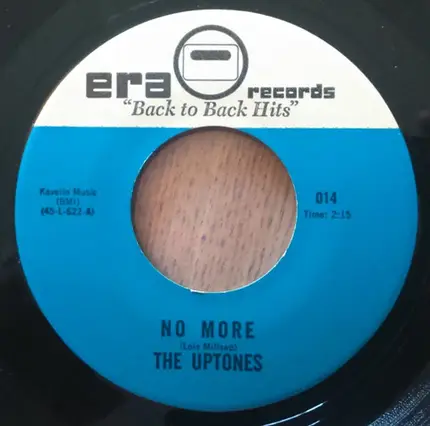 era records
"Back to Back Hits"
Kavelin Music
(BMI)
(45-L-622-A)
014
Time: 2:15
NO MORE
(Lois Millsap)
THE UPTONES